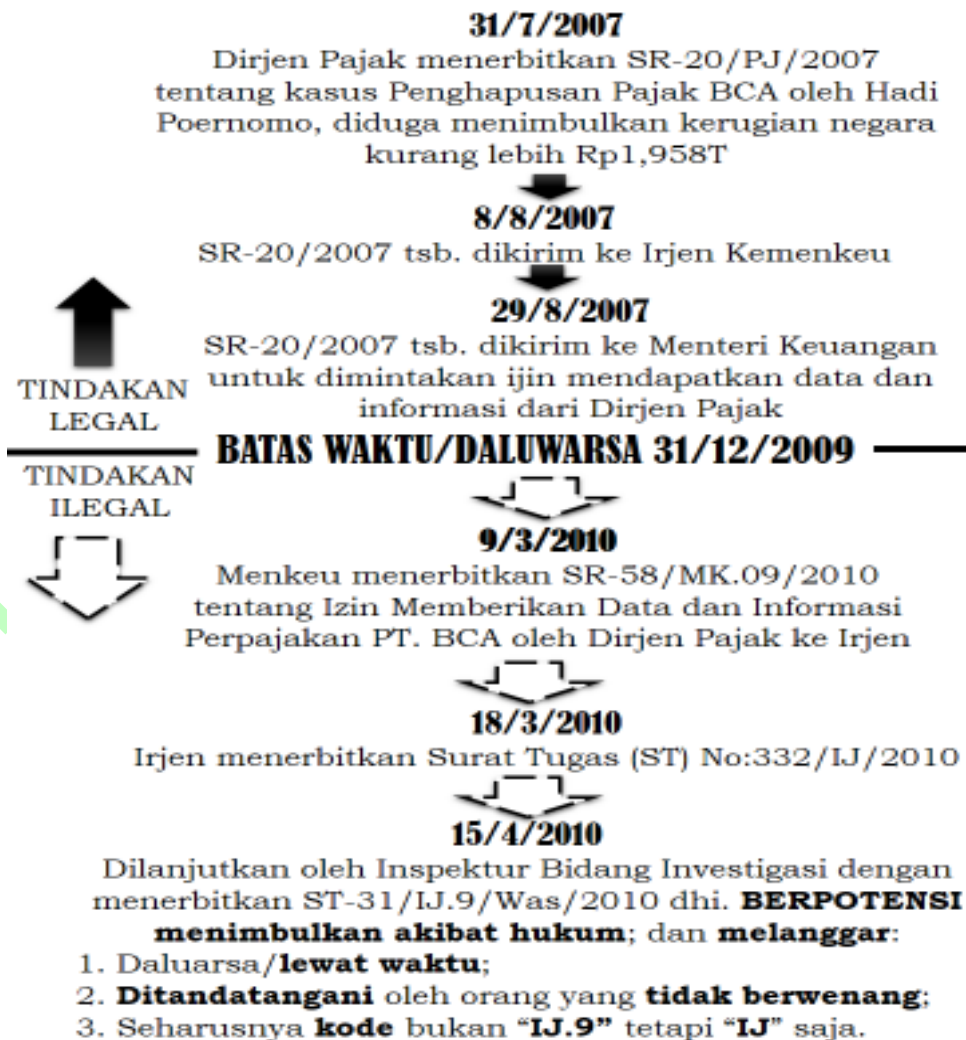 31/7/2007
Dirjen Pajak menerbitkan SR-20/PJ/2007
tentang kasus Penghapusan Pajak BCA oleh Hadi
Poernomo, diduga menimbulkan kerugian negara
kurang lebih Rp1,958T
8/8/2007
SR-20/2007 tsb. dikirim ke Irjen Kemenkeu
29/8/2007
SR-20/2007 tsb. dikirim ke Menteri Keuangan
untuk dimintakan ijin mendapatkan data dan
informasi dari Dirjen Pajak
TINDAKAN
LEGAL
BATAS WAKTU/DALUWARSA 31/12/2009
TINDAKAN
ILEGAL
9/3/2010
Menkeu menerbitkan SR-58/MK.09/2010
tentang Izin Memberikan Data dan Informasi
Perpajakan PT. BCA oleh Dirjen Pajak ke Irjen
18/3/2010
Irjen menerbitkan Surat Tugas (ST) No:332/IJ/2010
15/4/2010
Dilanjutkan oleh Inspektur Bidang Investigasi dengan
menerbitkan ST-31/IJ.9/Was/2010 dhi. BERPOTENSI
menimbulkan akibat hukum; dan melanggar:
1. Daluarsa/lewat waktu;
2. Ditandatangani oleh orang yang tidak berwenang;
3. Seharusnya kode bukan “IJ.9” tetapi “IJ” saja.